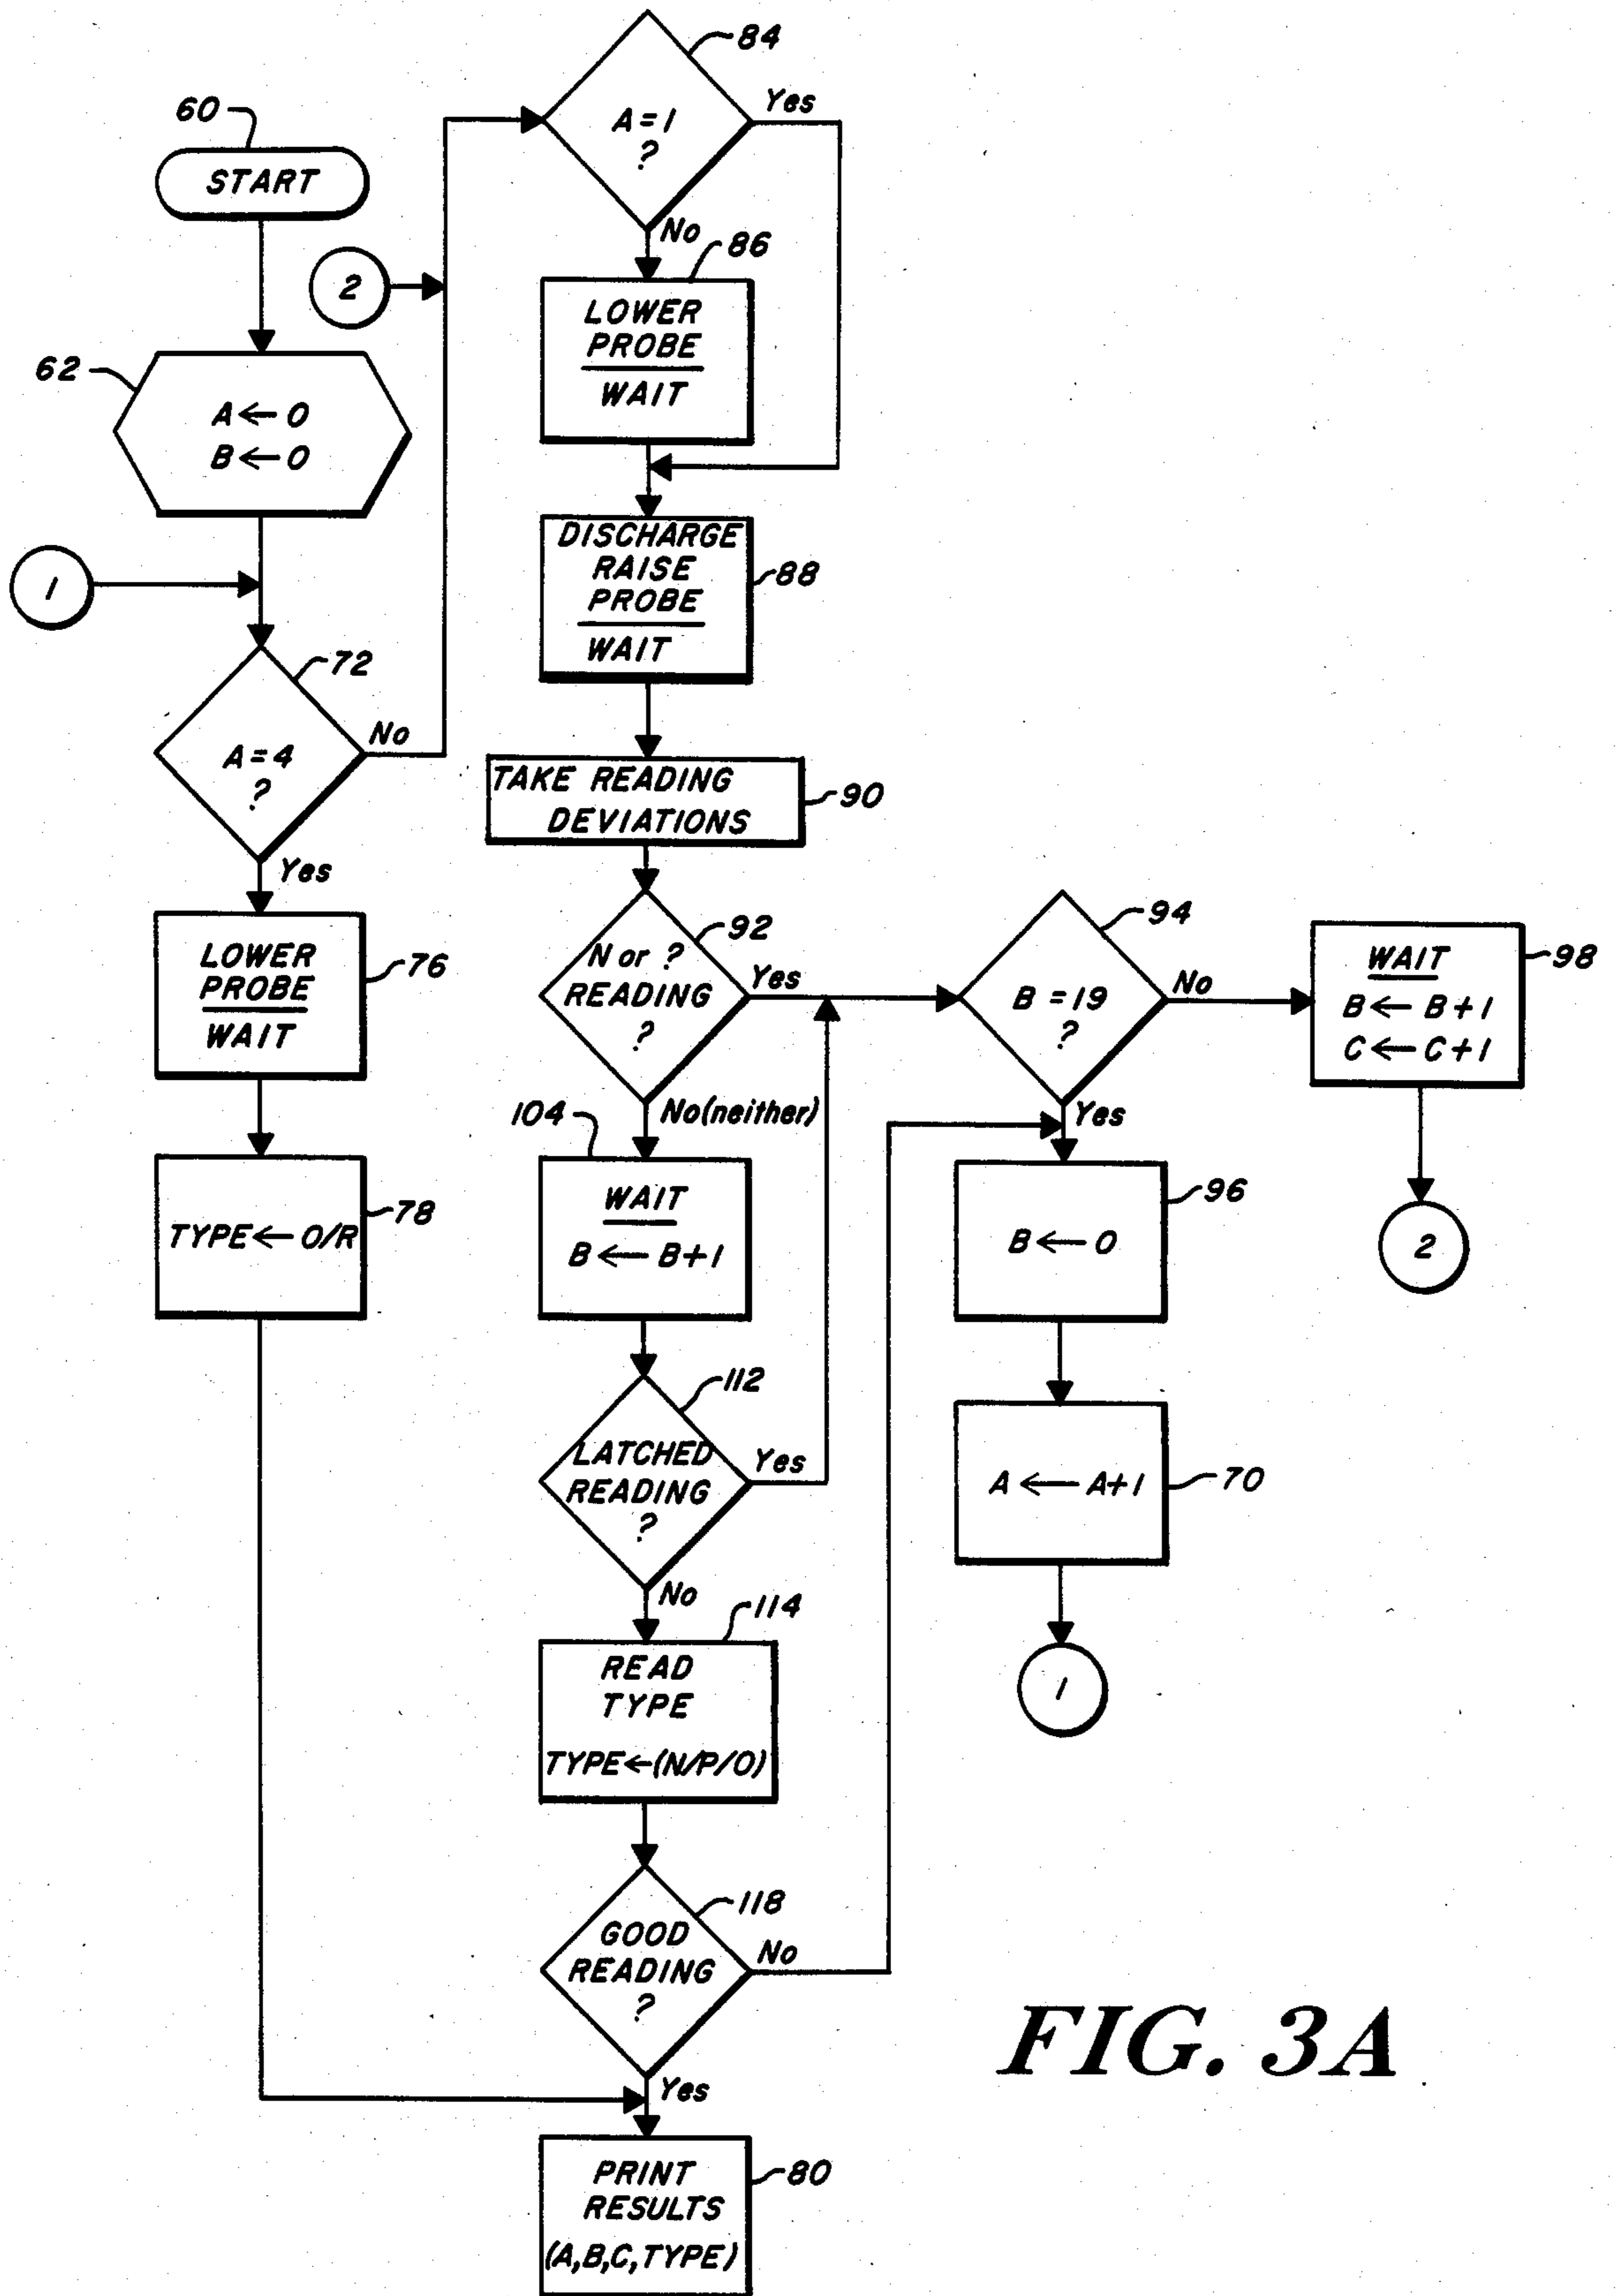 60
START
62
A ← 0
B ← 0
1
72
A = 4
?
No
Yes
LOWER
PROBE
WAIT
76
TYPE ← O/R
78
2
84
A = 1
?
Yes
No
86
LOWER
PROBE
WAIT
DISCHARGE
RAISE
PROBE
WAIT
88
TAKE READING
DEVIATIONS
90
92
N or ?
READING
?
Yes
No (neither)
104
WAIT
B ← B+1
112
LATCHED
READING
?
Yes
No
114
READ
TYPE
TYPE ← (N/P/O)
118
GOOD
READING
?
No
Yes
PRINT
RESULTS
(A,B,C,TYPE)
80
94
B = 19
?
No
Yes
96
B ← 0
A ← A+1
70
1
WAIT
B ← B+1
C ← C+1
98
2
FIG. 3A